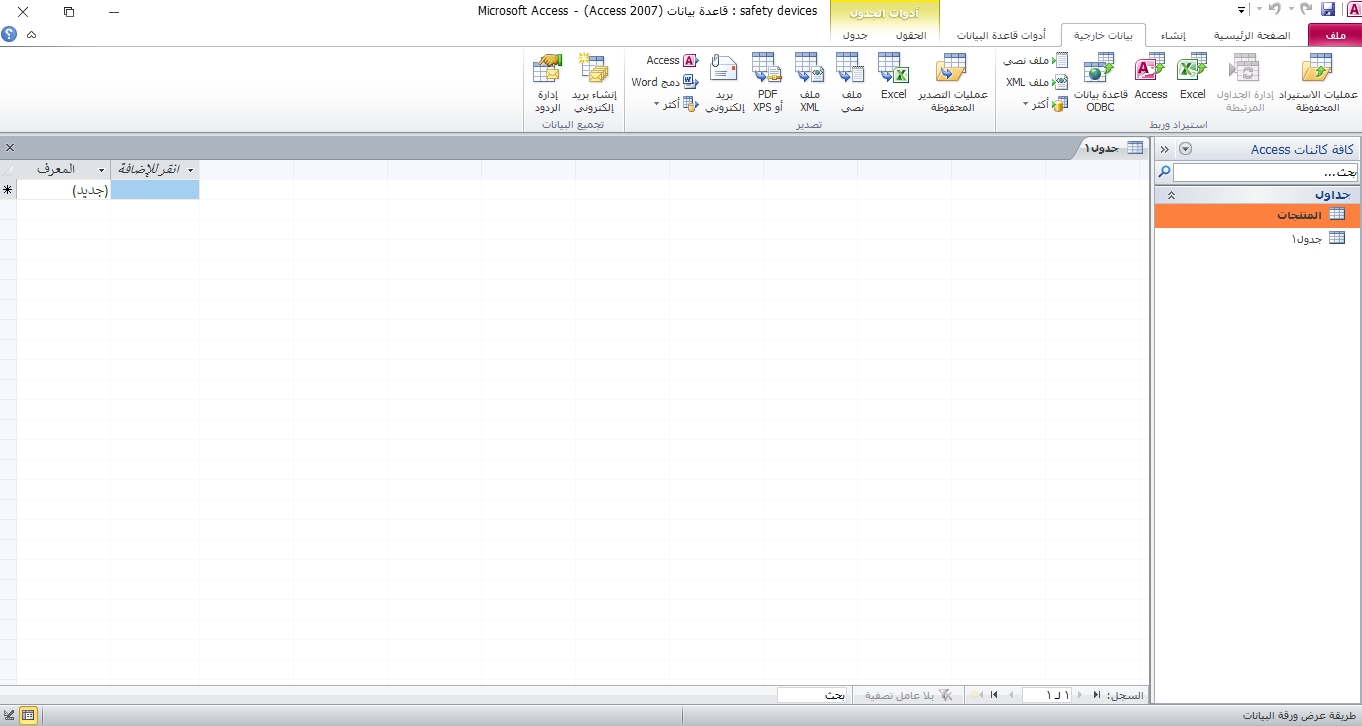 safety devices : قاعدة بيانات (Access 2007) - Microsoft Access
أدوات الجدول
ملف
الصفحة الرئيسية
إنشاء
بيانات خارجية
أدوات قاعدة البيانات
الحقول
جدول
عمليات الاستيراد المحفوظة
إدارة الجداول المرتبطة
Excel
Access
قاعدة بيانات ODBC
ملف نصي
ملف XML
أكثر
استيراد وربط
عمليات التصدير المحفوظة
Excel
ملف نصي
ملف XML
PDF أو XPS
بريد إلكتروني
Access
دمج Word
أكثر
تصدير
إنشاء بريد إلكتروني
إدارة الردود
تجميع البيانات
كافة كائنات Access
بحث...
جداول
المنتجات
جدول١
جدول١
انقر للإضافة
المعرف
(جديد)
السجل:
١ لـ ١
بلا عامل تصفية
بحث
طريقة عرض ورقة البيانات